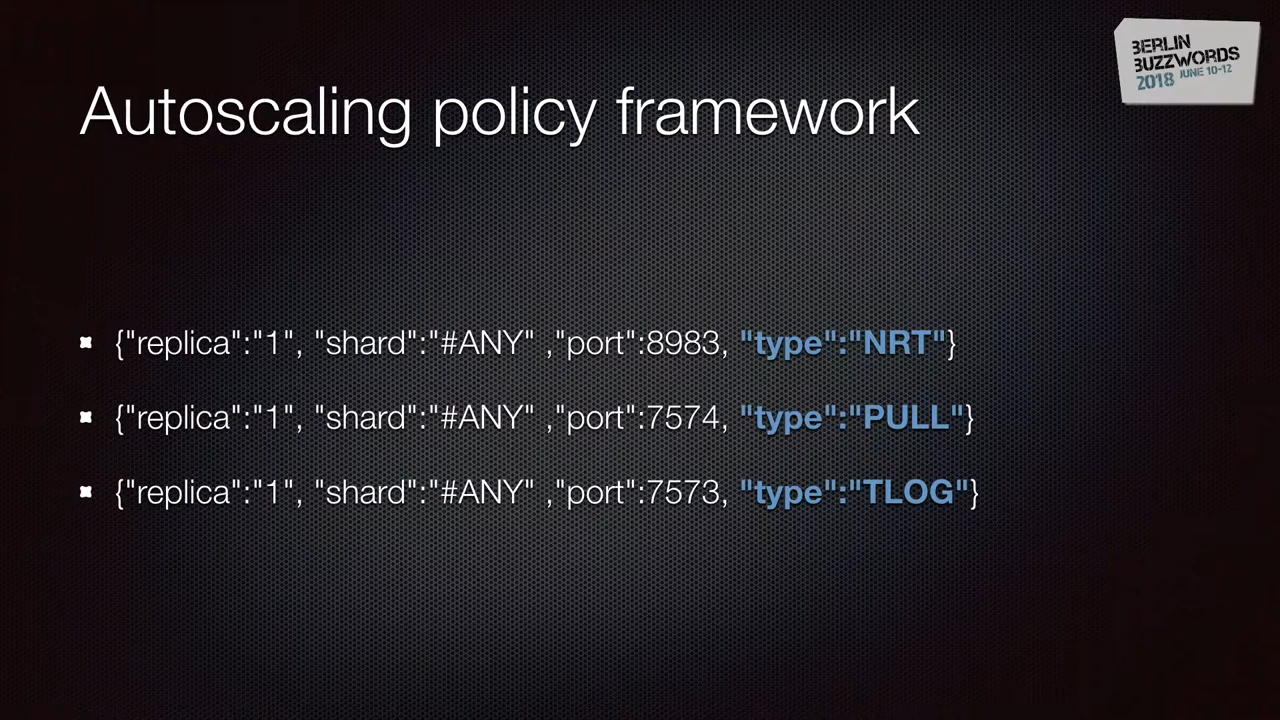 BERLIN
BUZZWORDS
2018 JUNE 10-12
Autoscaling policy framework
{"replica":"1", "shard":"#ANY" ,"port":8983, "type":"NRT"}
{"replica":"1", "shard":"#ANY" ,"port":7574, "type":"PULL"}
{"replica":"1", "shard":"#ANY" ,"port":7573, "type":"TLOG"}